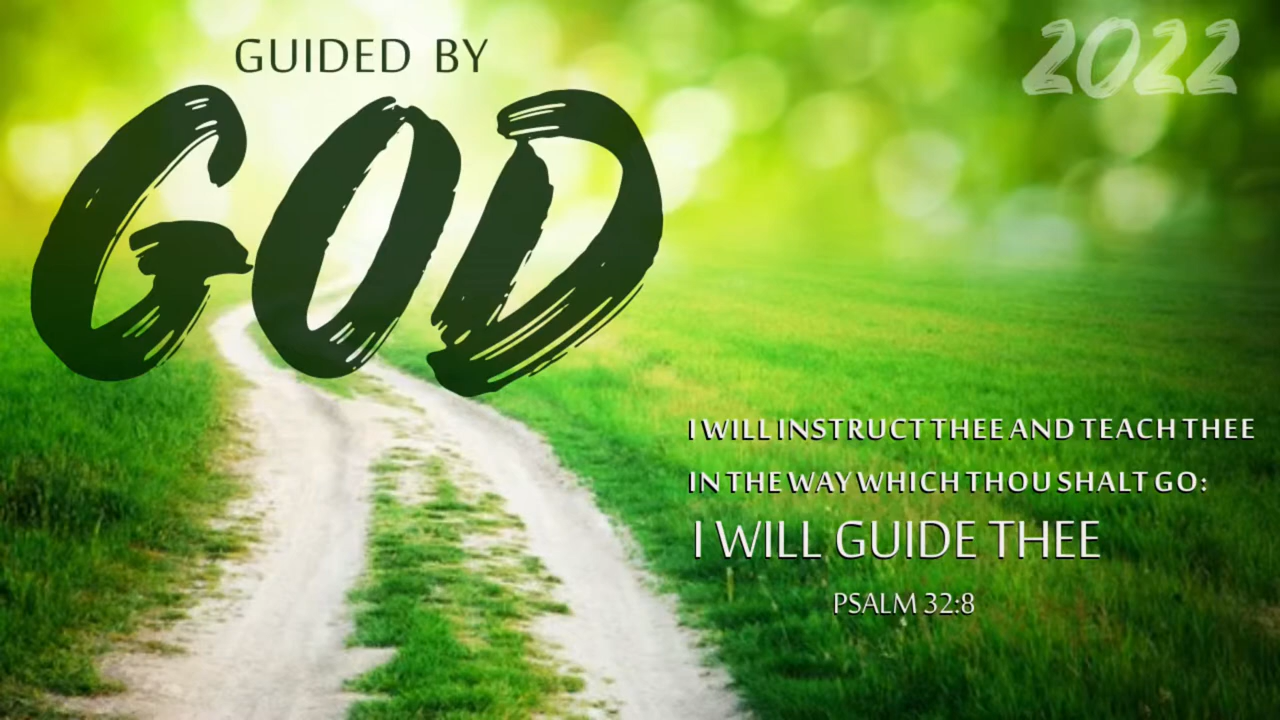 GUIDED BY
GOD
2022
I WILL INSTRUCT THEE AND TEACH THEE
IN THE WAY WHICH THOU SHALT GO:
I WILL GUIDE THEE
PSALM 32:8